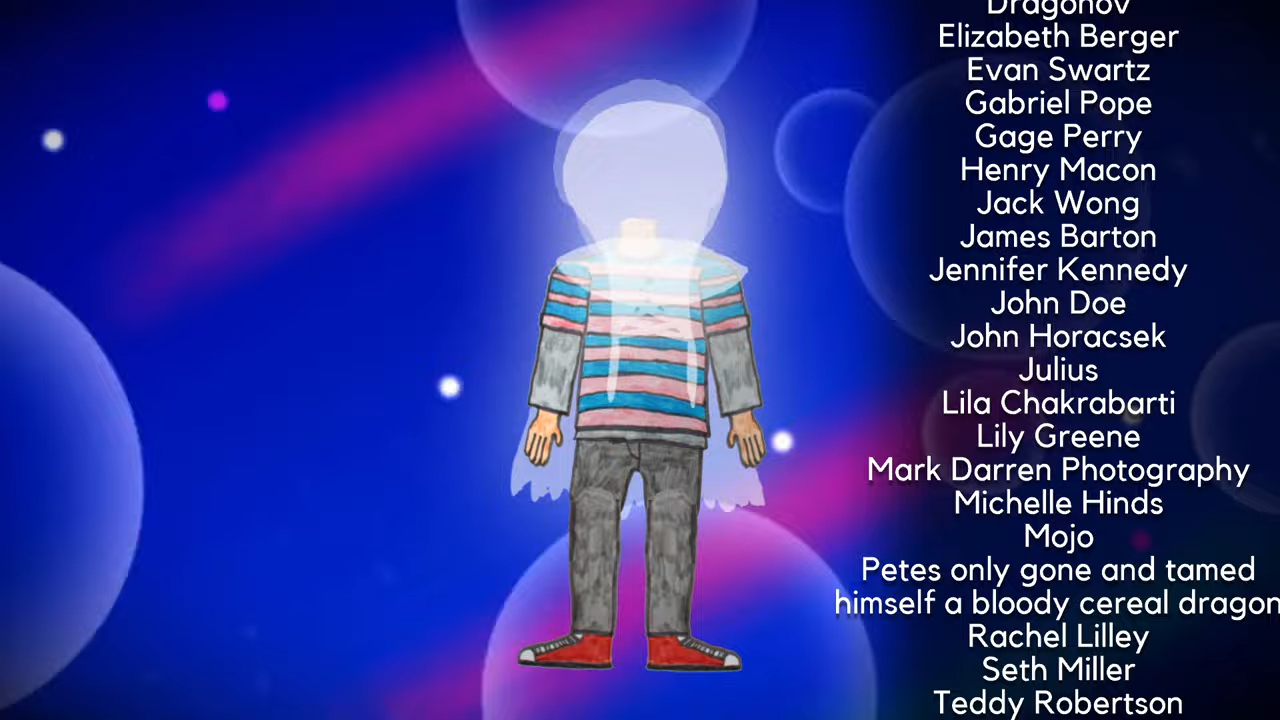 Dragonov
Elizabeth Berger
Evan Swartz
Gabriel Pope
Gage Perry
Henry Macon
Jack Wong
James Barton
Jennifer Kennedy
John Doe
John Horacsek
Julius
Lila Chakrabarti
Lily Greene
Mark Darren Photography
Michelle Hinds
Mojo
Petes only gone and tamed
himself a bloody cereal dragon
Rachel Lilley
Seth Miller
Teddy Robertson